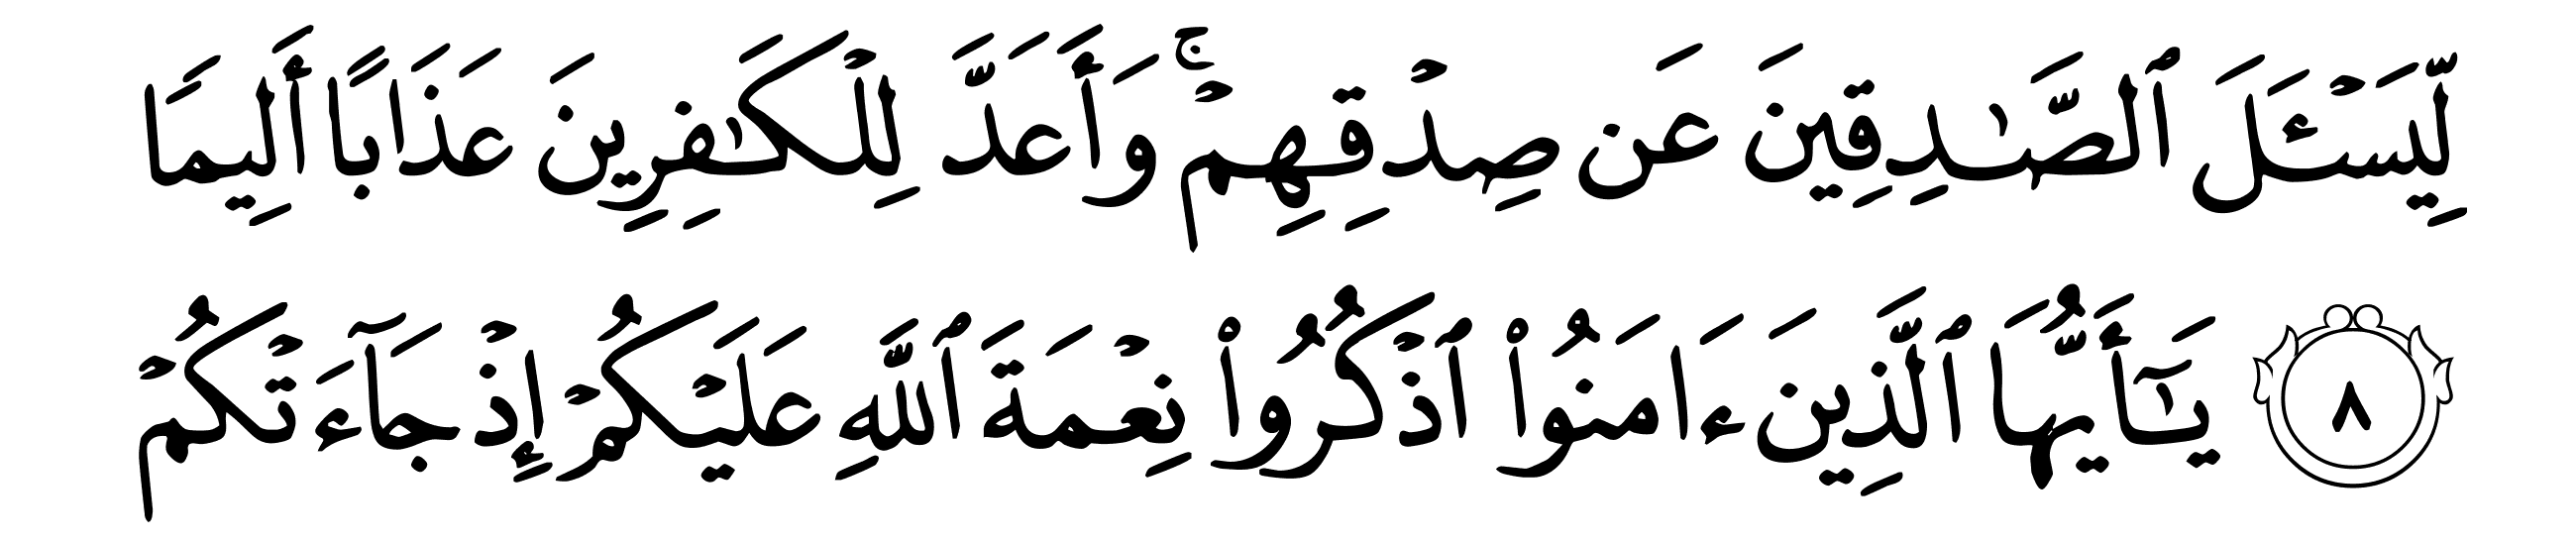 لِّيَسْـَٔلَ ٱلصَّـٰدِقِينَ عَن صِدْقِهِمْ ۚ وَأَعَدَّ لِلْكَـٰفِرِينَ عَذَابًا أَلِيمًا
٨ يَـٰٓأَيُّهَا ٱلَّذِينَ ءَامَنُوا۟ ٱذْكُرُوا۟ نِعْمَةَ ٱللَّهِ عَلَيْكُمْ إِذْ جَآءَتْكُمْ